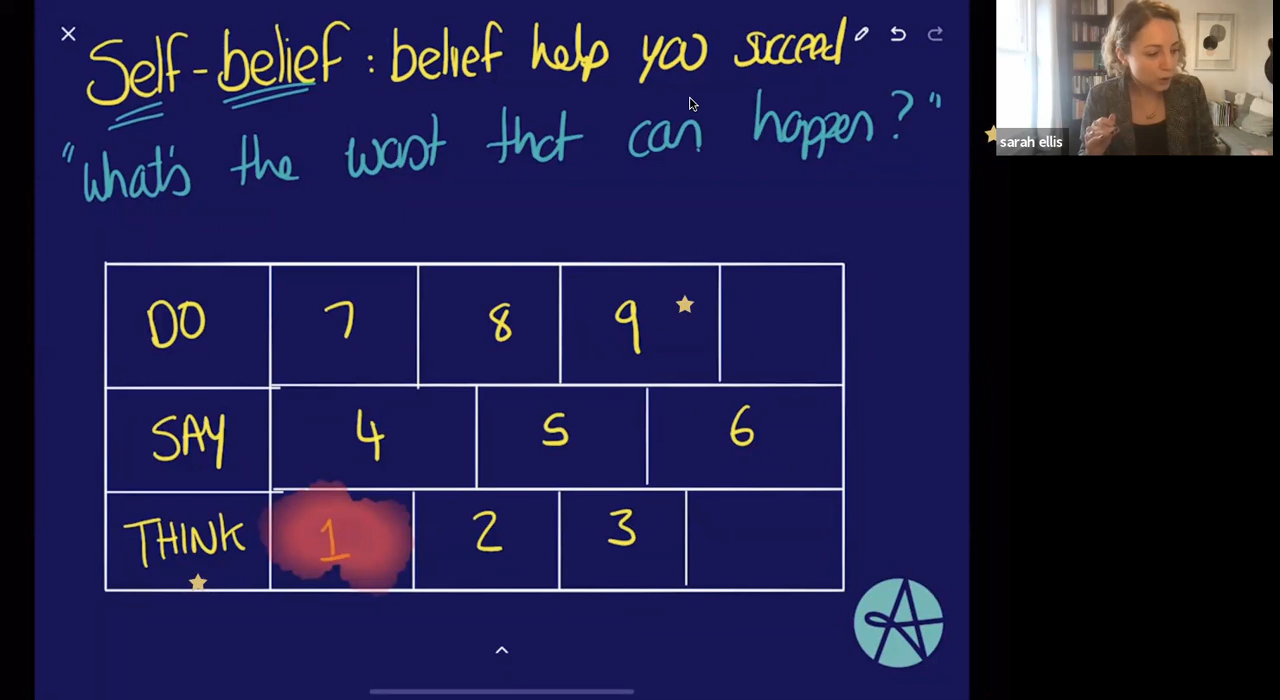 Self-belief: belief help you succeed
"What's the worst that can happen?"
sarah ellis
DO 7 8 9
SAY 4 5 6
THINK 1 2 3